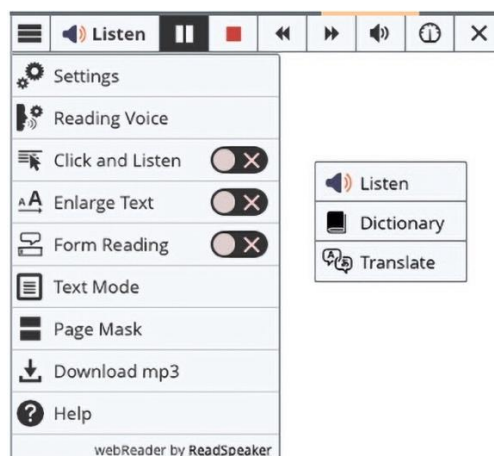 Listen
Settings
Reading Voice
Click and Listen
Enlarge Text
Form Reading
Text Mode
Page Mask
Download mp3
Help
webReader by ReadSpeaker
Listen
Dictionary
Translate